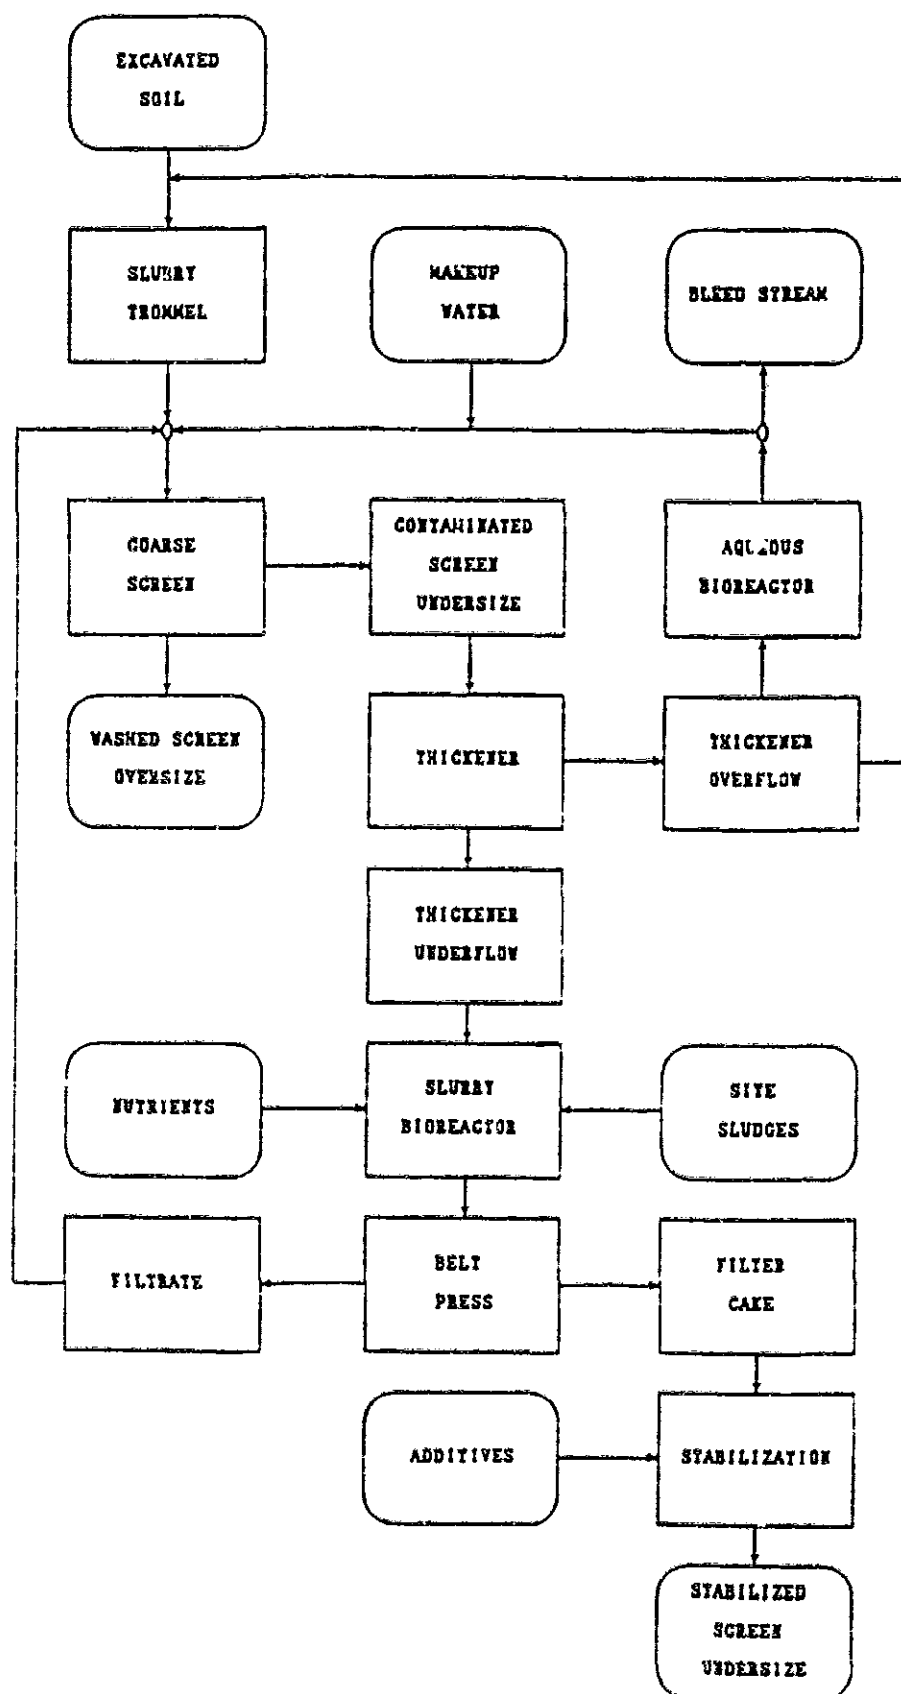 EXCAVATED
SOIL
SLURRY
TROMMEL
MAKEUP
WATER
BLEED STREAM
COARSE
SCREEN
CONTAMINATED
SCREEN
UNDERSIZE
AQUEOUS
BIOREACTOR
WASHED SCREEN
OVERSIZE
THICKENER
THICKENER
OVERFLOW
THICKENER
UNDERFLOW
NUTRIENTS
SLURRY
BIOREACTOR
SITE
SLUDGES
FILTRATE
BELT
PRESS
FILTER
CAKE
ADDITIVES
STABILIZATION
STABILIZED
SCREEN
UNDERSIZE